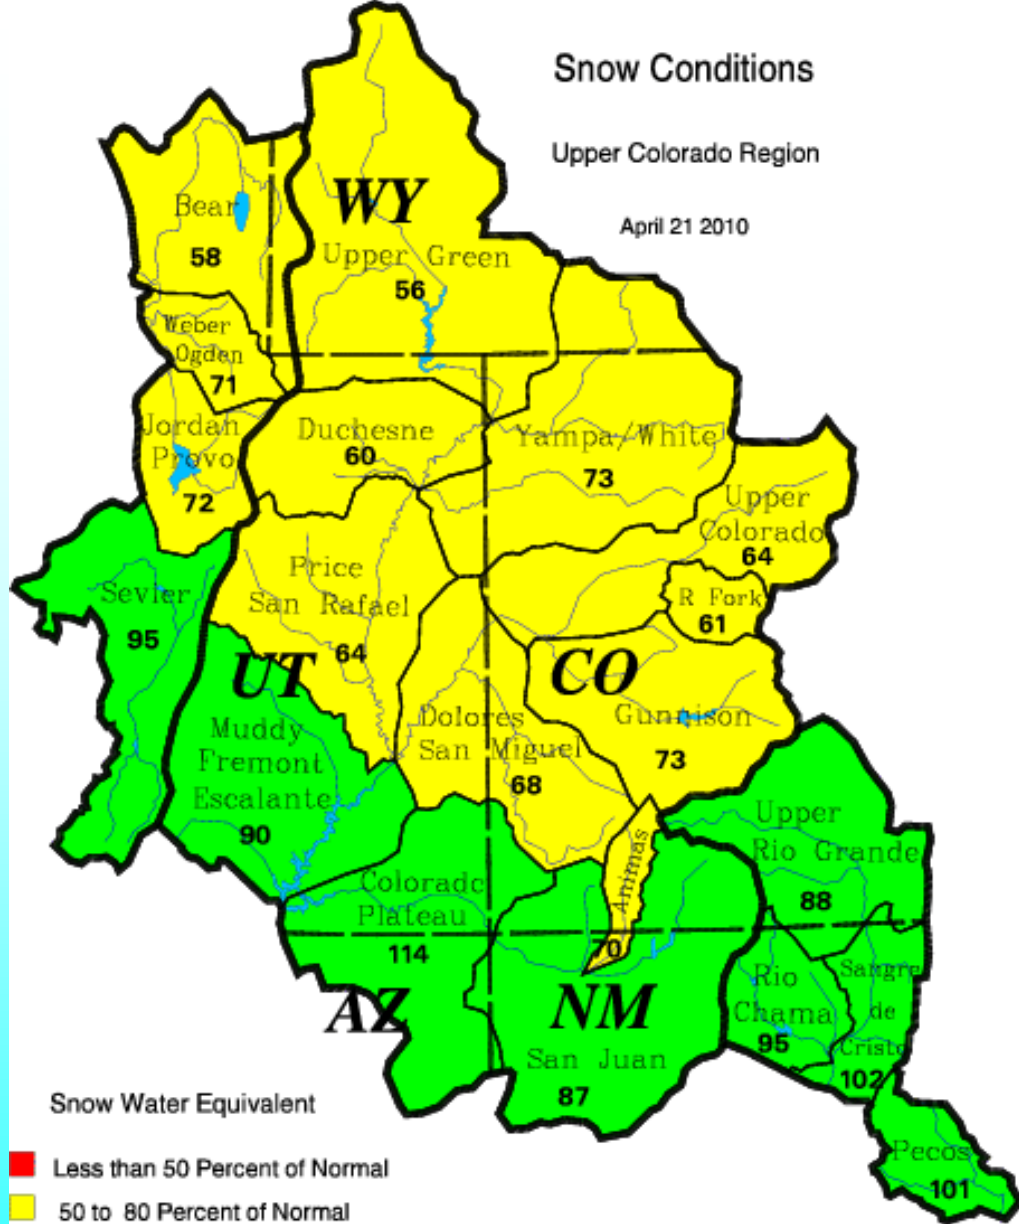 Snow Conditions
Upper Colorado Region
April 21 2010
WY
Bear
58
Upper Green
56
Weber
Ogden
71
Jordan
Provo
72
Duchesne
60
Yampa/White
73
Upper
Colorado
64
R Fork
61
Price
San Rafael
64
Sevier
95
UT
CO
Muddy
Fremont
Escalante
90
Dolores
San Miguel
68
Gunnison
73
Animas
70
Upper
Rio Grande
88
Colorado
Plateau
114
AZ
NM
San Juan
87
Rio
Chama
95
Sangre
de
Cristo
102
Pecos
101
Snow Water Equivalent
Less than 50 Percent of Normal
50 to 80 Percent of Normal